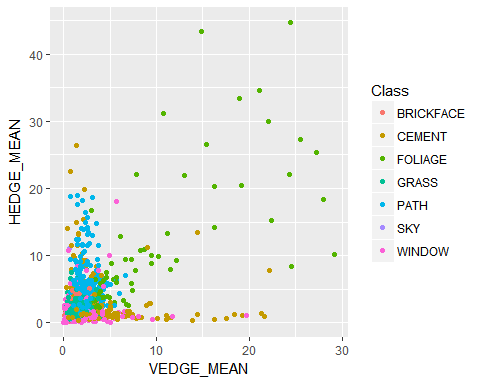 HEDGE_MEAN
40
30
20
10
0
0
10
20
30
VEDGE_MEAN
Class
BRICKFACE
CEMENT
FOLIAGE
GRASS
PATH
SKY
WINDOW